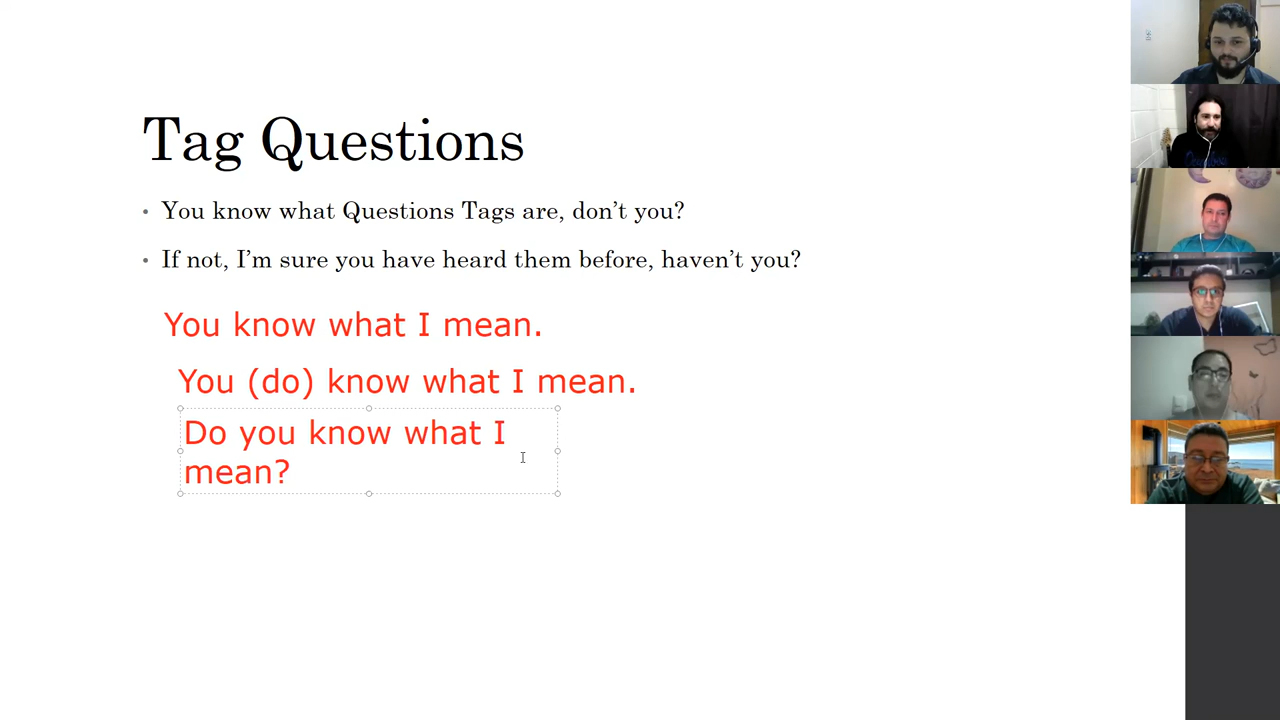 Tag Questions
• You know what Questions Tags are, don't you?
• If not, I'm sure you have heard them before, haven't you?
You know what I mean.
You (do) know what I mean.
Do you know what I
mean?